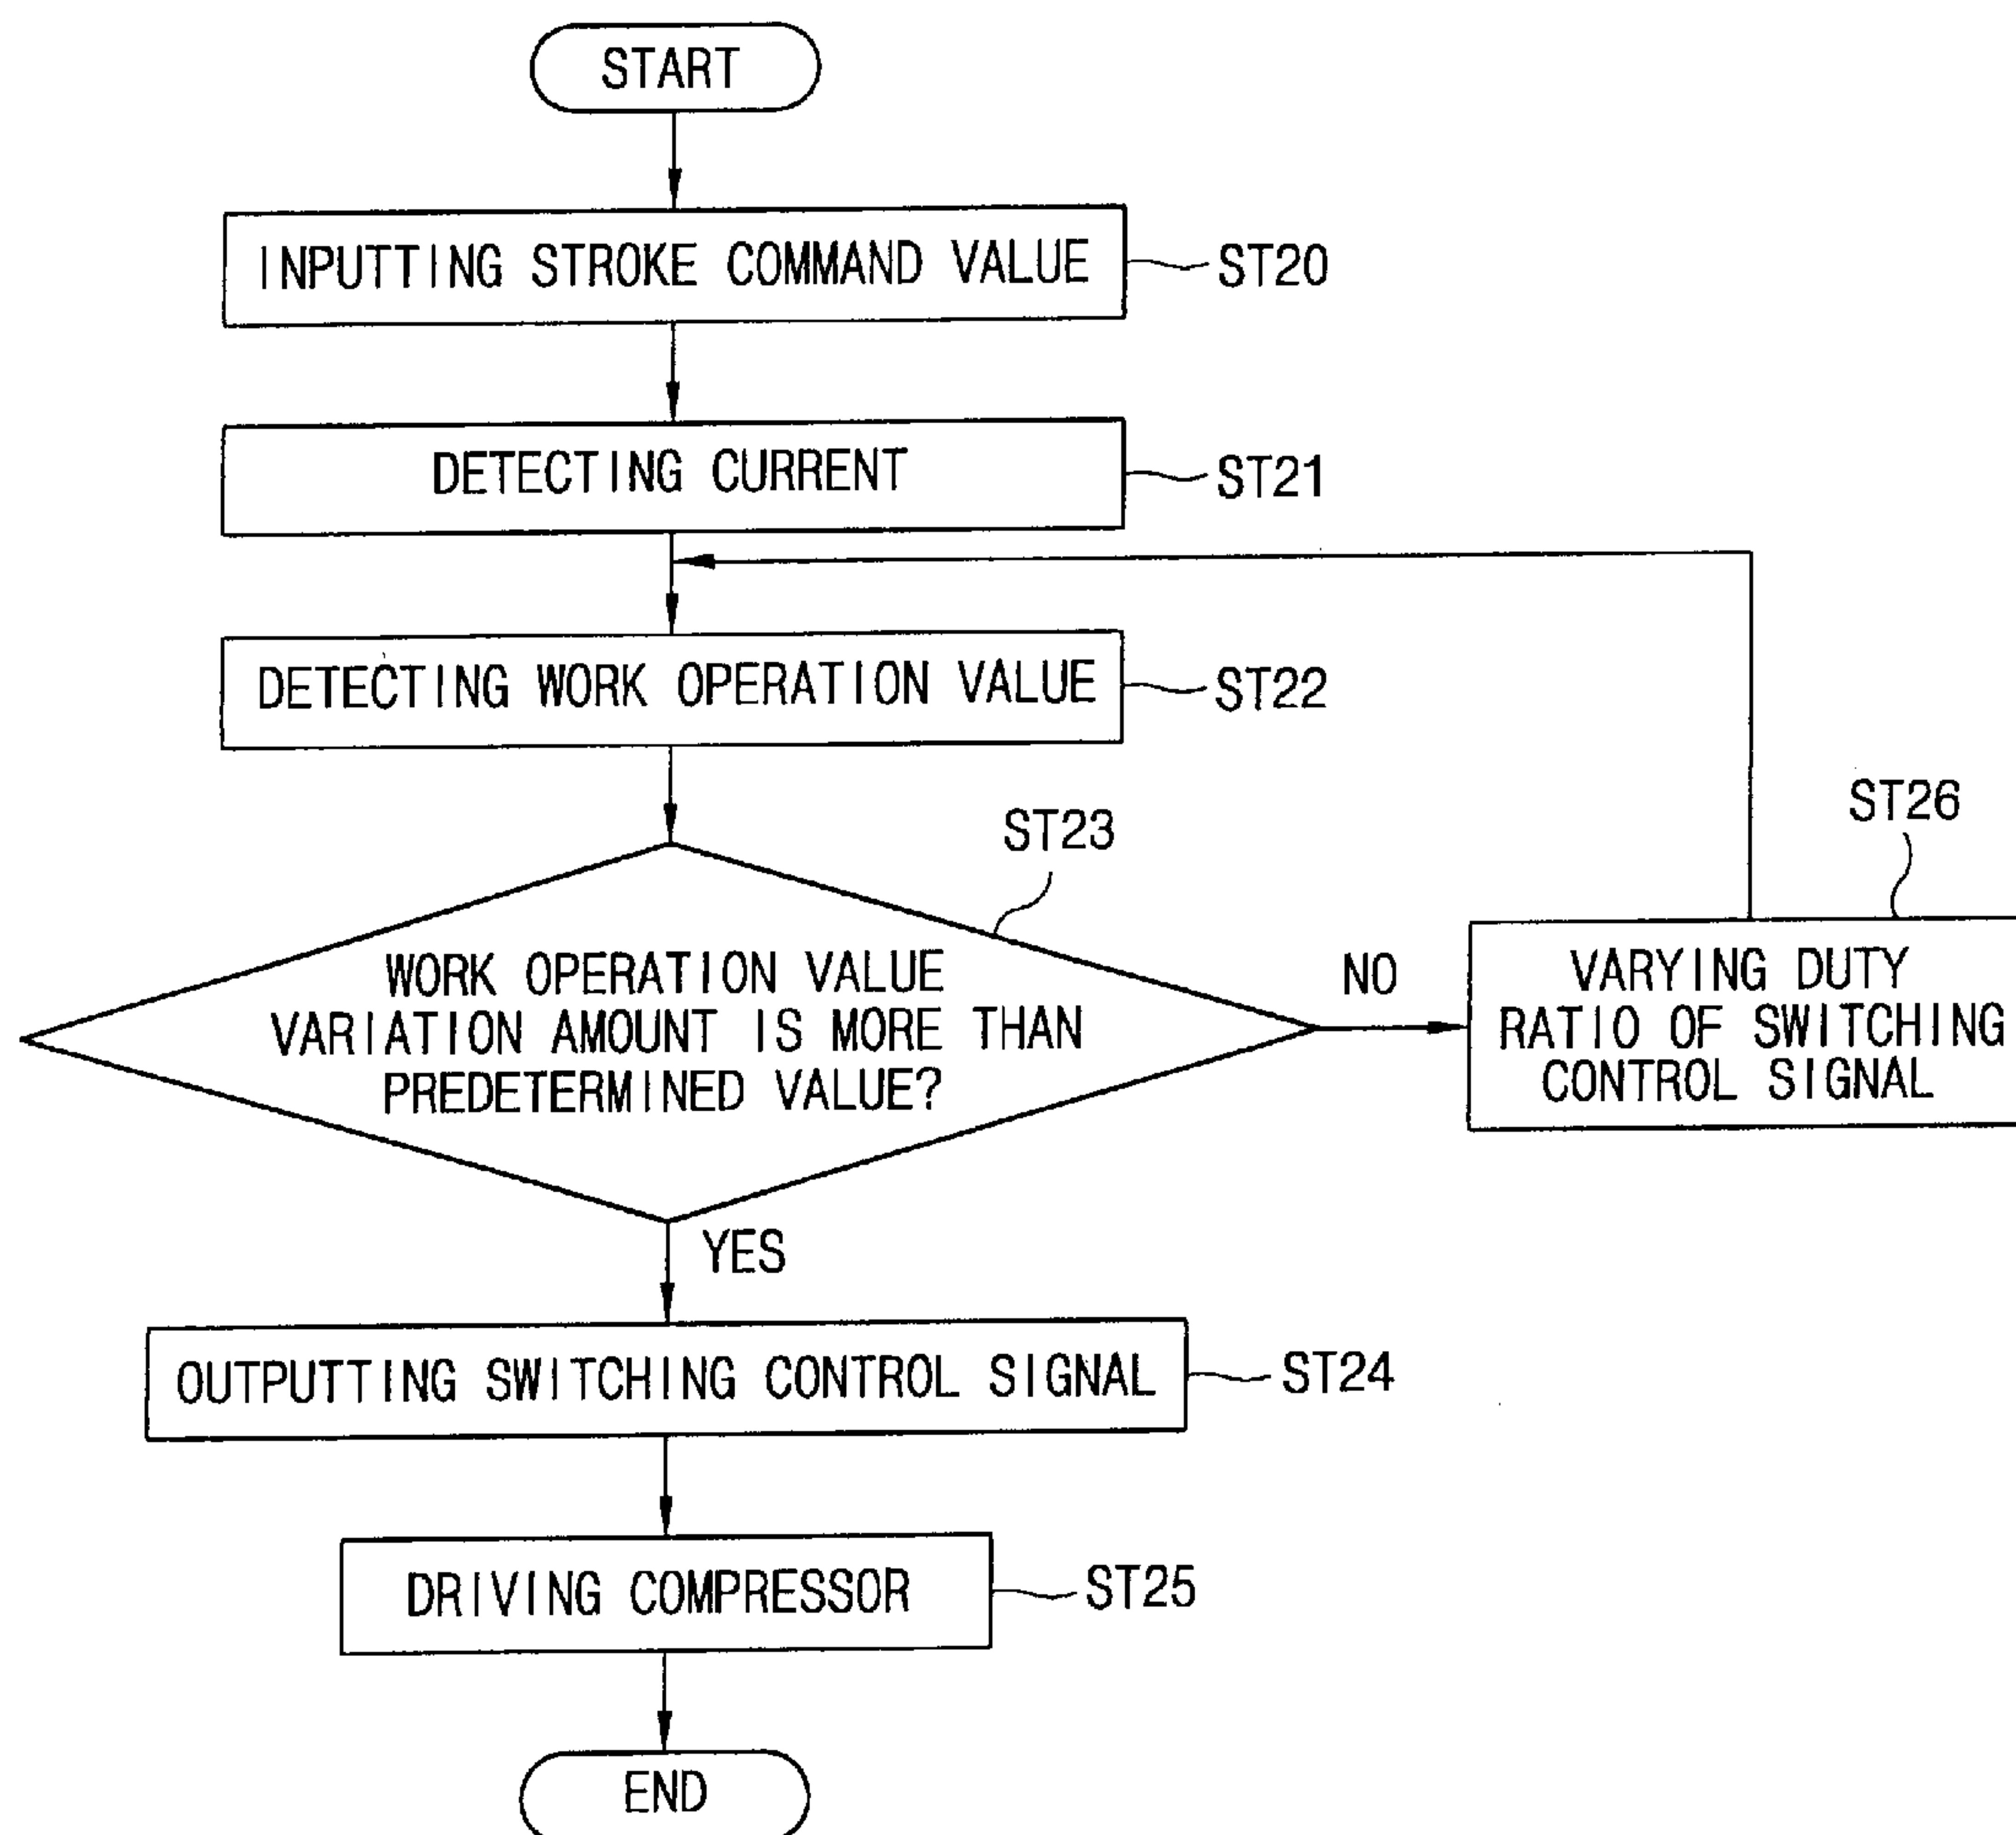 START
INPUTTING STROKE COMMAND VALUE
ST20
DETECTING CURRENT
ST21
DETECTING WORK OPERATION VALUE
ST22
ST23
WORK OPERATION VALUE
VARIATION AMOUNT IS MORE THAN
PREDETERMINED VALUE?
NO
ST26
VARYING DUTY
RATIO OF SWITCHING
CONTROL SIGNAL
YES
OUTPUTTING SWITCHING CONTROL SIGNAL
ST24
DRIVING COMPRESSOR
ST25
END